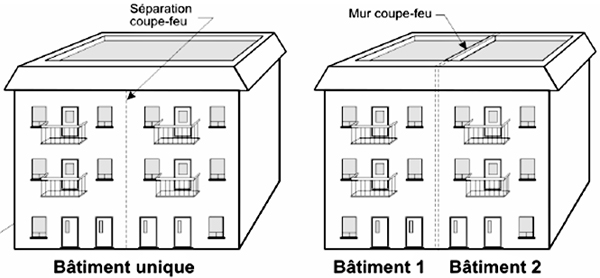 Séparation
coupe-feu
Mur coupe-feu
Bâtiment unique
Bâtiment 1
Bâtiment 2